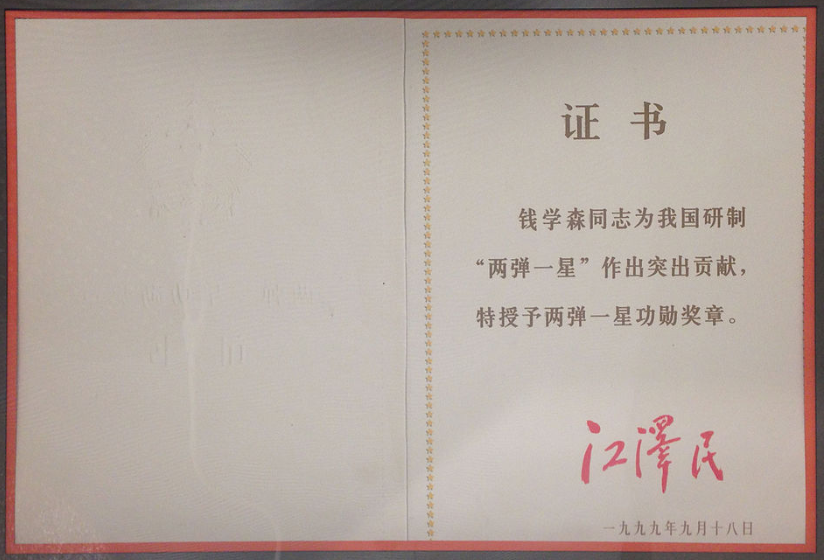 证书
钱学森同志为我国研制
“两弹一星”作出突出贡献，
特授予两弹一星功勋奖章。
江澤民
一九九九年九月十八日